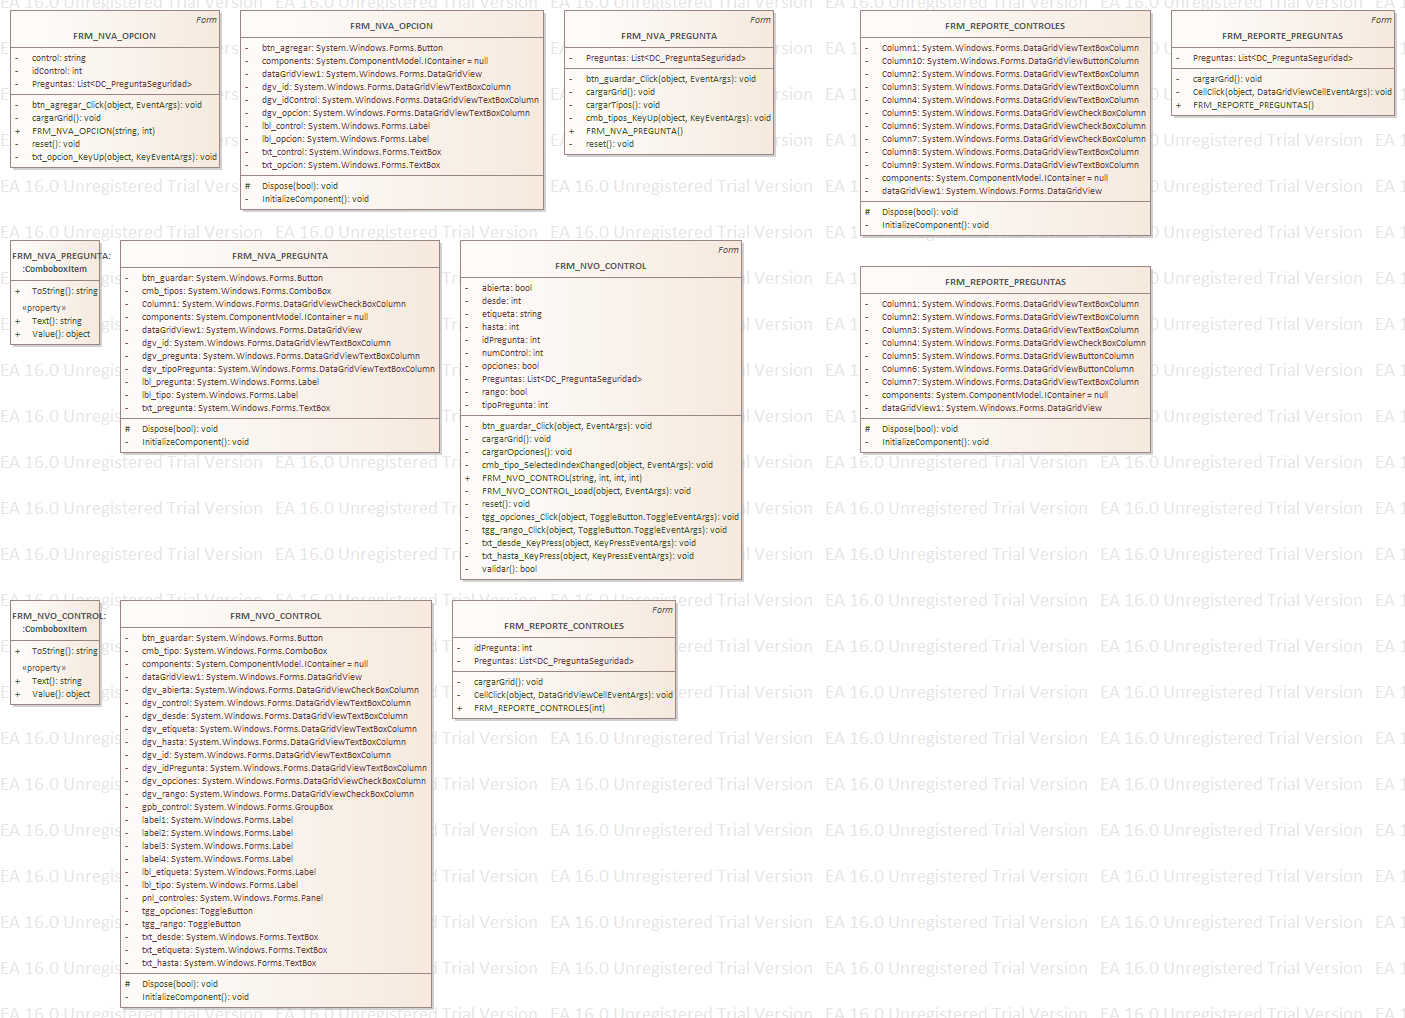 Form
FRM_NVA_OPCION
- control: string
- idControl: int
- Preguntas: List<DC_PreguntaSeguridad>
- btn_agregar_Click(object, EventArgs): void
- cargarGrid(): void
+ FRM_NVA_OPCION(string, int)
- reset(): void
- txt_opcion_KeyUp(object, KeyEventArgs): void
FRM_NVA_OPCION
- btn_agregar: System.Windows.Forms.Button
- components: System.ComponentModel.IContainer = null
- dataGridView1: System.Windows.Forms.DataGridView
- dgv_id: System.Windows.Forms.DataGridViewTextBoxColumn
- dgv_idControl: System.Windows.Forms.DataGridViewTextBoxColumn
- dgv_opcion: System.Windows.Forms.DataGridViewTextBoxColumn
- lbl_control: System.Windows.Forms.Label
- lbl_opcion: System.Windows.Forms.Label
- txt_control: System.Windows.Forms.TextBox
- txt_opcion: System.Windows.Forms.TextBox
# Dispose(bool): void
- InitializeComponent(): void
Form
FRM_NVA_PREGUNTA
- Preguntas: List<DC_PreguntaSeguridad>
- btn_guardar_Click(object, EventArgs): void
- cargarGrid(): void
- cargarTipos(): void
- cmb_tipos_KeyUp(object, KeyEventArgs): void
+ FRM_NVA_PREGUNTA()
- reset(): void
FRM_REPORTE_CONTROLES
- Column1: System.Windows.Forms.DataGridViewTextBoxColumn
- Column10: System.Windows.Forms.DataGridViewButtonColumn
- Column2: System.Windows.Forms.DataGridViewTextBoxColumn
- Column3: System.Windows.Forms.DataGridViewTextBoxColumn
- Column4: System.Windows.Forms.DataGridViewTextBoxColumn
- Column5: System.Windows.Forms.DataGridViewCheckBoxColumn
- Column6: System.Windows.Forms.DataGridViewCheckBoxColumn
- Column7: System.Windows.Forms.DataGridViewCheckBoxColumn
- Column8: System.Windows.Forms.DataGridViewTextBoxColumn
- Column9: System.Windows.Forms.DataGridViewTextBoxColumn
- components: System.ComponentModel.IContainer = null
- dataGridView1: System.Windows.Forms.DataGridView
# Dispose(bool): void
- InitializeComponent(): void
Form
FRM_REPORTE_PREGUNTAS
- Preguntas: List<DC_PreguntaSeguridad>
- cargarGrid(): void
- CellClick(object, DataGridViewCellEventArgs): void
+ FRM_REPORTE_PREGUNTAS()
FRM_NVA_PREGUNTA:
:ComboboxItem
+ ToString(): string
«property»
+ Text(): string
+ Value(): object
FRM_NVA_PREGUNTA
- btn_guardar: System.Windows.Forms.Button
- cmb_tipos: System.Windows.Forms.ComboBox
- Column1: System.Windows.Forms.DataGridViewCheckBoxColumn
- components: System.ComponentModel.IContainer = null
- dataGridView1: System.Windows.Forms.DataGridView
- dgv_id: System.Windows.Forms.DataGridViewTextBoxColumn
- dgv_pregunta: System.Windows.Forms.DataGridViewTextBoxColumn
- dgv_tipoPregunta: System.Windows.Forms.DataGridViewTextBoxColumn
- lbl_pregunta: System.Windows.Forms.Label
- lbl_tipo: System.Windows.Forms.Label
- txt_pregunta: System.Windows.Forms.TextBox
# Dispose(bool): void
- InitializeComponent(): void
Form
FRM_NVO_CONTROL
- abierta: bool
- desde: int
- etiqueta: string
- hasta: int
- idPregunta: int
- numControl: int
- opciones: bool
- Preguntas: List<DC_PreguntaSeguridad>
- rango: bool
- tipoPregunta: int
- btn_guardar_Click(object, EventArgs): void
- cargarGrid(): void
- cargarOpciones(): void
- cmb_tipo_SelectedIndexChanged(object, EventArgs): void
+ FRM_NVO_CONTROL(string, int, int, int)
- FRM_NVO_CONTROL_Load(object, EventArgs): void
- reset(): void
- tgg_opciones_Click(object, ToggleButton.ToggleEventArgs): void
- tgg_rango_Click(object, ToggleButton.ToggleEventArgs): void
- txt_desde_KeyPress(object, KeyPressEventArgs): void
- txt_hasta_KeyPress(object, KeyPressEventArgs): void
- validar(): bool
FRM_REPORTE_PREGUNTAS
- Column1: System.Windows.Forms.DataGridViewTextBoxColumn
- Column2: System.Windows.Forms.DataGridViewTextBoxColumn
- Column3: System.Windows.Forms.DataGridViewTextBoxColumn
- Column4: System.Windows.Forms.DataGridViewCheckBoxColumn
- Column5: System.Windows.Forms.DataGridViewButtonColumn
- Column6: System.Windows.Forms.DataGridViewButtonColumn
- Column7: System.Windows.Forms.DataGridViewTextBoxColumn
- components: System.ComponentModel.IContainer = null
- dataGridView1: System.Windows.Forms.DataGridView
# Dispose(bool): void
- InitializeComponent(): void
FRM_NVO_CONTROL:
:ComboboxItem
+ ToString(): string
«property»
+ Text(): string
+ Value(): object
FRM_NVO_CONTROL
- btn_guardar: System.Windows.Forms.Button
- cmb_tipo: System.Windows.Forms.ComboBox
- components: System.ComponentModel.IContainer = null
- dataGridView1: System.Windows.Forms.DataGridView
- dgv_abierta: System.Windows.Forms.DataGridViewCheckBoxColumn
- dgv_control: System.Windows.Forms.DataGridViewTextBoxColumn
- dgv_desde: System.Windows.Forms.DataGridViewTextBoxColumn
- dgv_etiqueta: System.Windows.Forms.DataGridViewTextBoxColumn
- dgv_hasta: System.Windows.Forms.DataGridViewTextBoxColumn
- dgv_id: System.Windows.Forms.DataGridViewTextBoxColumn
- dgv_idPregunta: System.Windows.Forms.DataGridViewTextBoxColumn
- dgv_opciones: System.Windows.Forms.DataGridViewCheckBoxColumn
- dgv_rango: System.Windows.Forms.DataGridViewCheckBoxColumn
- gpb_control: System.Windows.Forms.GroupBox
- label1: System.Windows.Forms.Label
- label2: System.Windows.Forms.Label
- label3: System.Windows.Forms.Label
- label4: System.Windows.Forms.Label
- lbl_etiqueta: System.Windows.Forms.Label
- lbl_tipo: System.Windows.Forms.Label
- pnl_controles: System.Windows.Forms.Panel
- tgg_opciones: ToggleButton
- tgg_rango: ToggleButton
- txt_desde: System.Windows.Forms.TextBox
- txt_etiqueta: System.Windows.Forms.TextBox
- txt_hasta: System.Windows.Forms.TextBox
# Dispose(bool): void
- InitializeComponent(): void
Form
FRM_REPORTE_CONTROLES
- idPregunta: int
- Preguntas: List<DC_PreguntaSeguridad>
- cargarGrid(): void
- CellClick(object, DataGridViewCellEventArgs): void
+ FRM_REPORTE_CONTROLES(int)
EA 16.0 Unregistered Trial Version